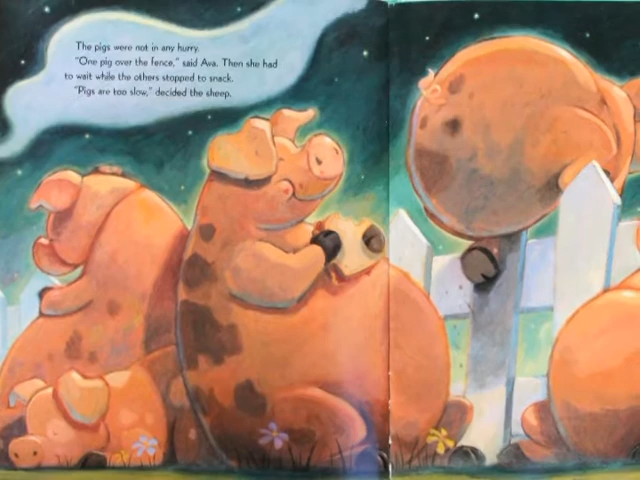 The pigs were not in any hurry.
"One pig over the fence," said Ava. Then she had
to wait while the others stopped to snack.
"Pigs are too slow," decided the sheep.